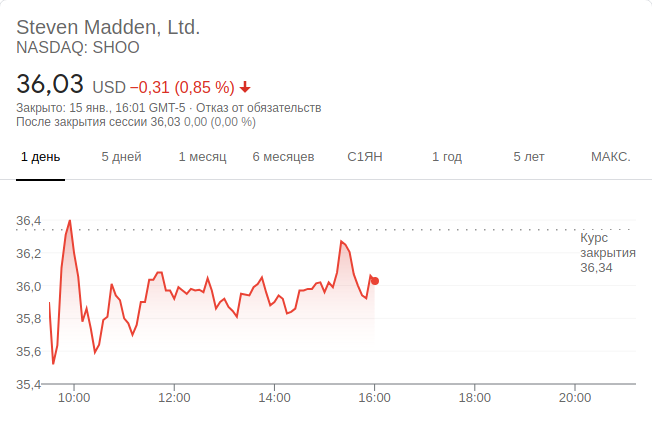 Steven Madden, Ltd.
NASDAQ: SHOO
36,03 USD −0,31 (0,85 %)
Закрыто: 15 янв., 16:01 GMT-5 · Отказ от обязательств
После закрытия сессии 36,03 0,00 (0,00 %)
1 день 5 дней 1 месяц 6 месяцев С1ЯН 1 год 5 лет МАКС.
36,4
36,2
36,0
35,8
35,6
35,4
Курс
закрытия
36,34
10:00 12:00 14:00 16:00 18:00 20:00